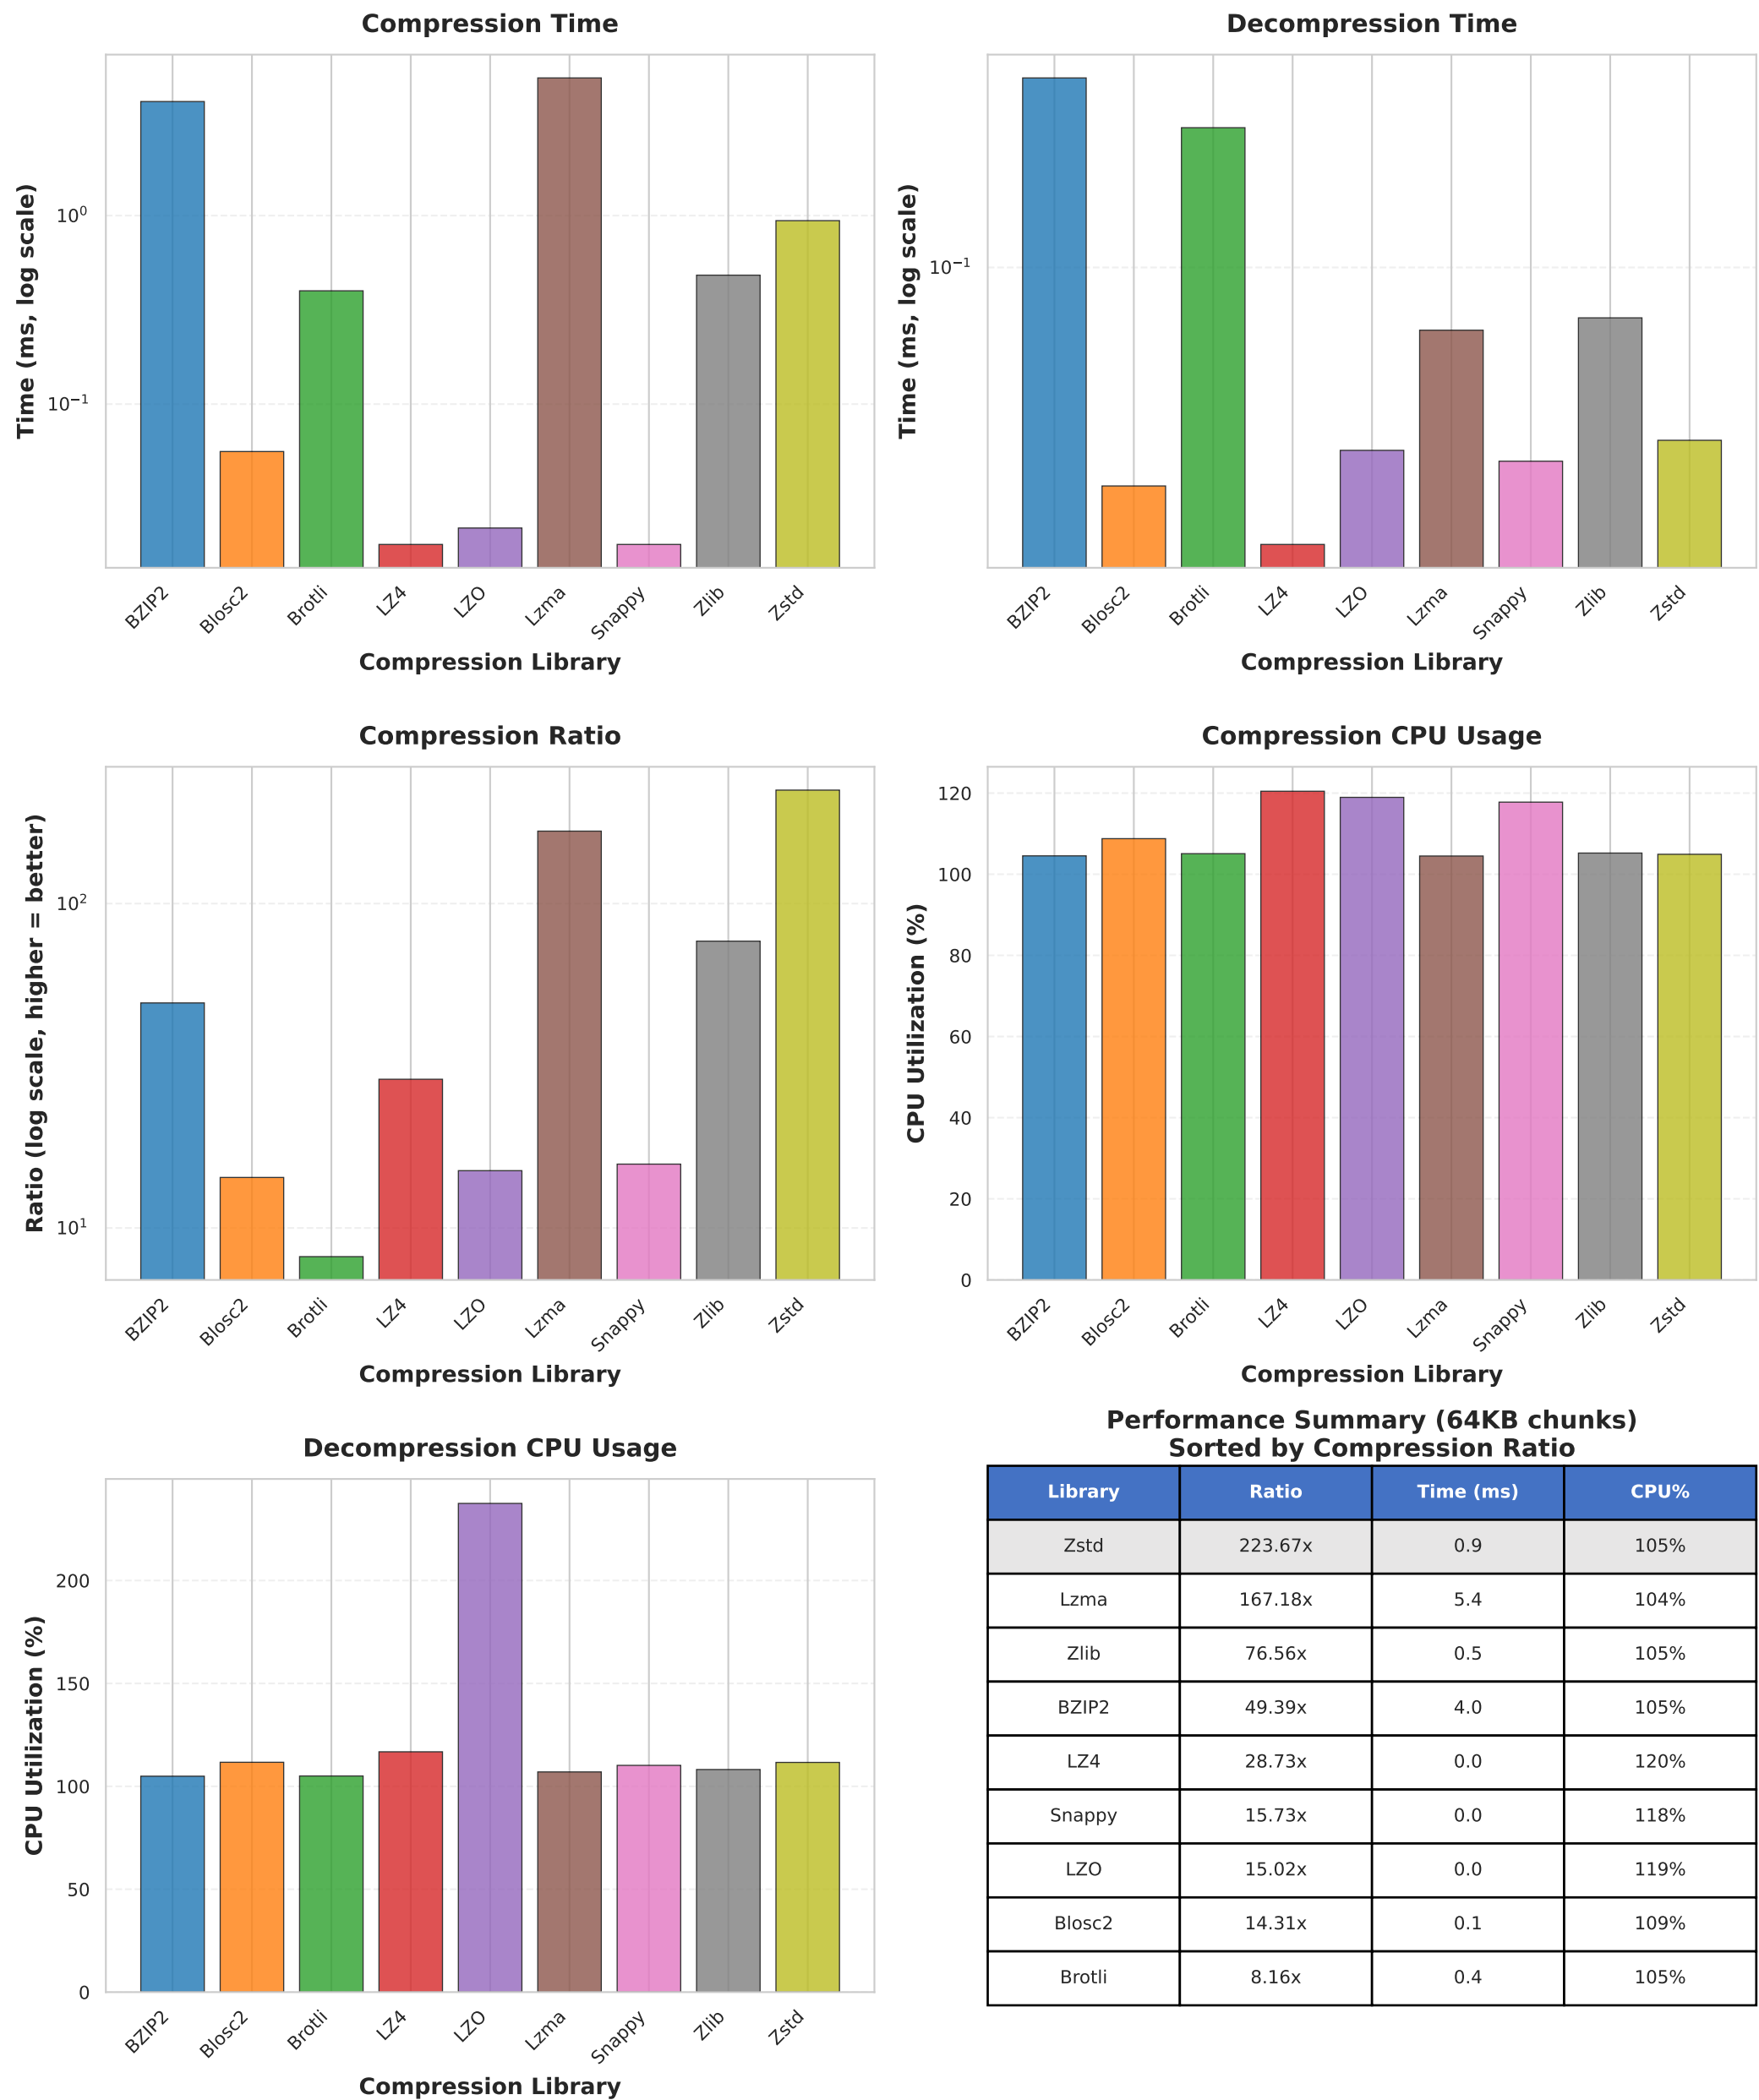 Compression Time
Time (ms, log scale)
10⁰
10⁻¹
BZIP2
Blosc2
Brotli
LZ4
LZO
Lzma
Snappy
Zlib
Zstd
Compression Library
Decompression Time
Time (ms, log scale)
10⁻¹
BZIP2
Blosc2
Brotli
LZ4
LZO
Lzma
Snappy
Zlib
Zstd
Compression Library
Compression Ratio
Ratio (log scale, higher = better)
10²
10¹
BZIP2
Blosc2
Brotli
LZ4
LZO
Lzma
Snappy
Zlib
Zstd
Compression Library
Compression CPU Usage
CPU Utilization (%)
120
100
80
60
40
20
0
BZIP2
Blosc2
Brotli
LZ4
LZO
Lzma
Snappy
Zlib
Zstd
Compression Library
Decompression CPU Usage
CPU Utilization (%)
200
150
100
50
0
BZIP2
Blosc2
Brotli
LZ4
LZO
Lzma
Snappy
Zlib
Zstd
Compression Library
Performance Summary (64KB chunks)
Sorted by Compression Ratio
Library Ratio Time (ms) CPU%
Zstd 223.67x 0.9 105%
Lzma 167.18x 5.4 104%
Zlib 76.56x 0.5 105%
BZIP2 49.39x 4.0 105%
LZ4 28.73x 0.0 120%
Snappy 15.73x 0.0 118%
LZO 15.02x 0.0 119%
Blosc2 14.31x 0.1 109%
Brotli 8.16x 0.4 105%